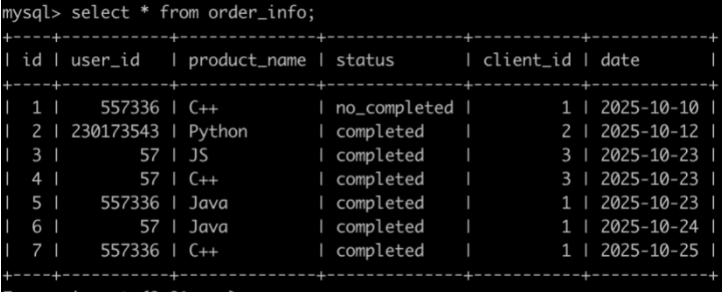 mysql> select * from order_info;
+----+-----------+--------------+--------------+-----------+------------+
| id | user_id   | product_name | status       | client_id | date       |
+----+-----------+--------------+--------------+-----------+------------+
|  1 |    557336 | C++          | no_completed |         1 | 2025-10-10 |
|  2 | 230173543 | Python       | completed    |         2 | 2025-10-12 |
|  3 |        57 | JS           | completed    |         3 | 2025-10-23 |
|  4 |        57 | C++          | completed    |         3 | 2025-10-23 |
|  5 |    557336 | Java         | completed    |         1 | 2025-10-23 |
|  6 |        57 | Java         | completed    |         1 | 2025-10-24 |
|  7 |    557336 | C++          | completed    |         1 | 2025-10-25 |
+----+-----------+--------------+--------------+-----------+------------+